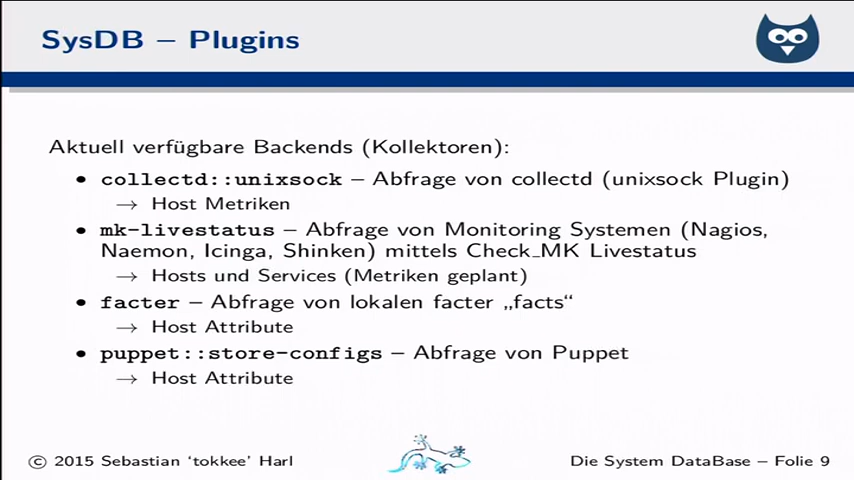 SysDB – Plugins
Aktuell verfügbare Backends (Kollektoren):
• collectd::unixsock – Abfrage von collectd (unixsock Plugin)
→ Host Metriken
• mk-livestatus – Abfrage von Monitoring Systemen (Nagios,
Naemon, Icinga, Shinken) mittels Check_MK Livestatus
→ Hosts und Services (Metriken geplant)
• facter – Abfrage von lokalen facter „facts“
→ Host Attribute
• puppet::store-configs – Abfrage von Puppet
→ Host Attribute
© 2015 Sebastian ‘tokkee’ Harl
Die System DataBase – Folie 9